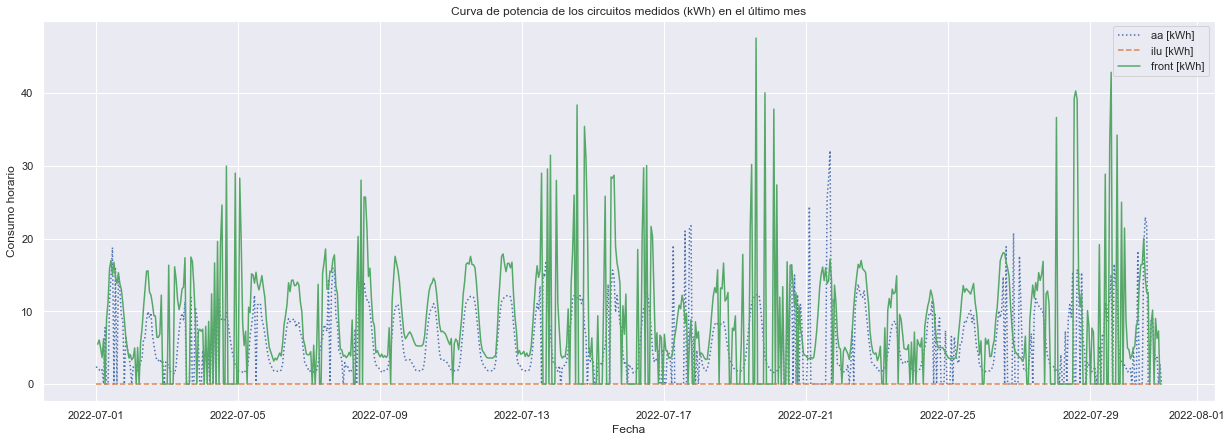 Curva de potencia de los circuitos medidos (kWh) en el último mes
aa [kWh]
ilu [kWh]
front [kWh]
Consumo horario
40
30
20
10
0
2022-07-01 2022-07-05 2022-07-09 2022-07-13 2022-07-17 2022-07-21 2022-07-25 2022-07-29 2022-08-01
Fecha